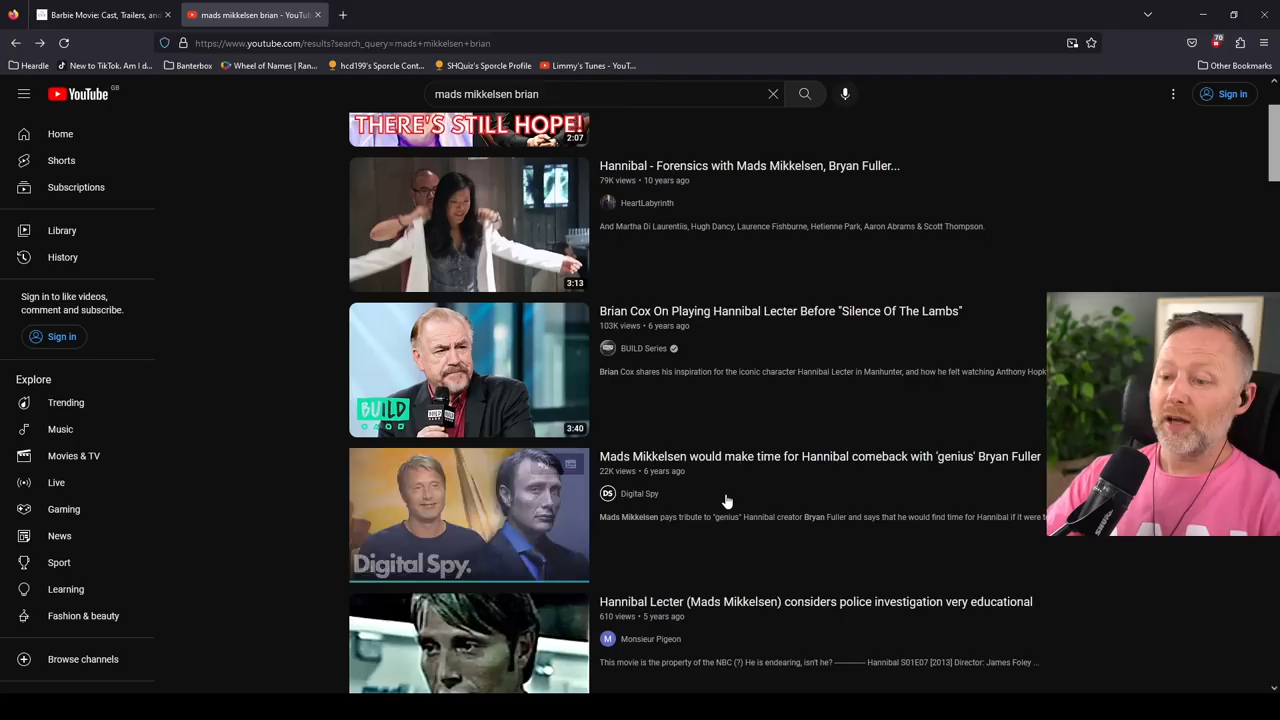 Barbie Movie: Cast, Trailers, and
mads mikkelsen brian - YouTu
https://www.youtube.com/results?search_query=mads+mikkelsen+brian
70
Heardle
New to TikTok. Am I d...
Banterbox
Wheel of Names | Ran...
hcd199's Sporcle Cont...
SHQuiz's Sporcle Profile
Limmy's Tunes - YouT...
Other Bookmarks
YouTube GB
mads mikkelsen brian
Sign in
Home
Shorts
Subscriptions
Library
History
Sign in to like videos,
comment and subscribe.
Sign in
Explore
Trending
Music
Movies & TV
Live
Gaming
News
Sport
Learning
Fashion & beauty
Browse channels
THERE'S STILL HOPE!
2:07
Hannibal - Forensics with Mads Mikkelsen, Bryan Fuller...
79K views • 10 years ago
HeartLabyrinth
And Martha Di Laurentiis, Hugh Dancy, Laurence Fishburne, Hetienne Park, Aaron Abrams & Scott Thompson.
3:13
Brian Cox On Playing Hannibal Lecter Before "Silence Of The Lambs"
103K views • 6 years ago
BUILD Series
Brian Cox shares his inspiration for the iconic character Hannibal Lecter in Manhunter, and how he felt watching Anthony Hopk
BUILD
BUILD
3:40
Mads Mikkelsen would make time for Hannibal comeback with 'genius' Bryan Fuller
22K views • 6 years ago
DS Digital Spy
Mads Mikkelsen pays tribute to "genius" Hannibal creator Bryan Fuller and says that he would find time for Hannibal if it were to
Digital Spy.
Hannibal Lecter (Mads Mikkelsen) considers police investigation very educational
610 views • 5 years ago
M Monsieur Pigeon
This movie is the property of the NBC (?) He is endearing, isn't he? ------------ Hannibal S01E07 [2013] Director: James Foley ...
SHURE